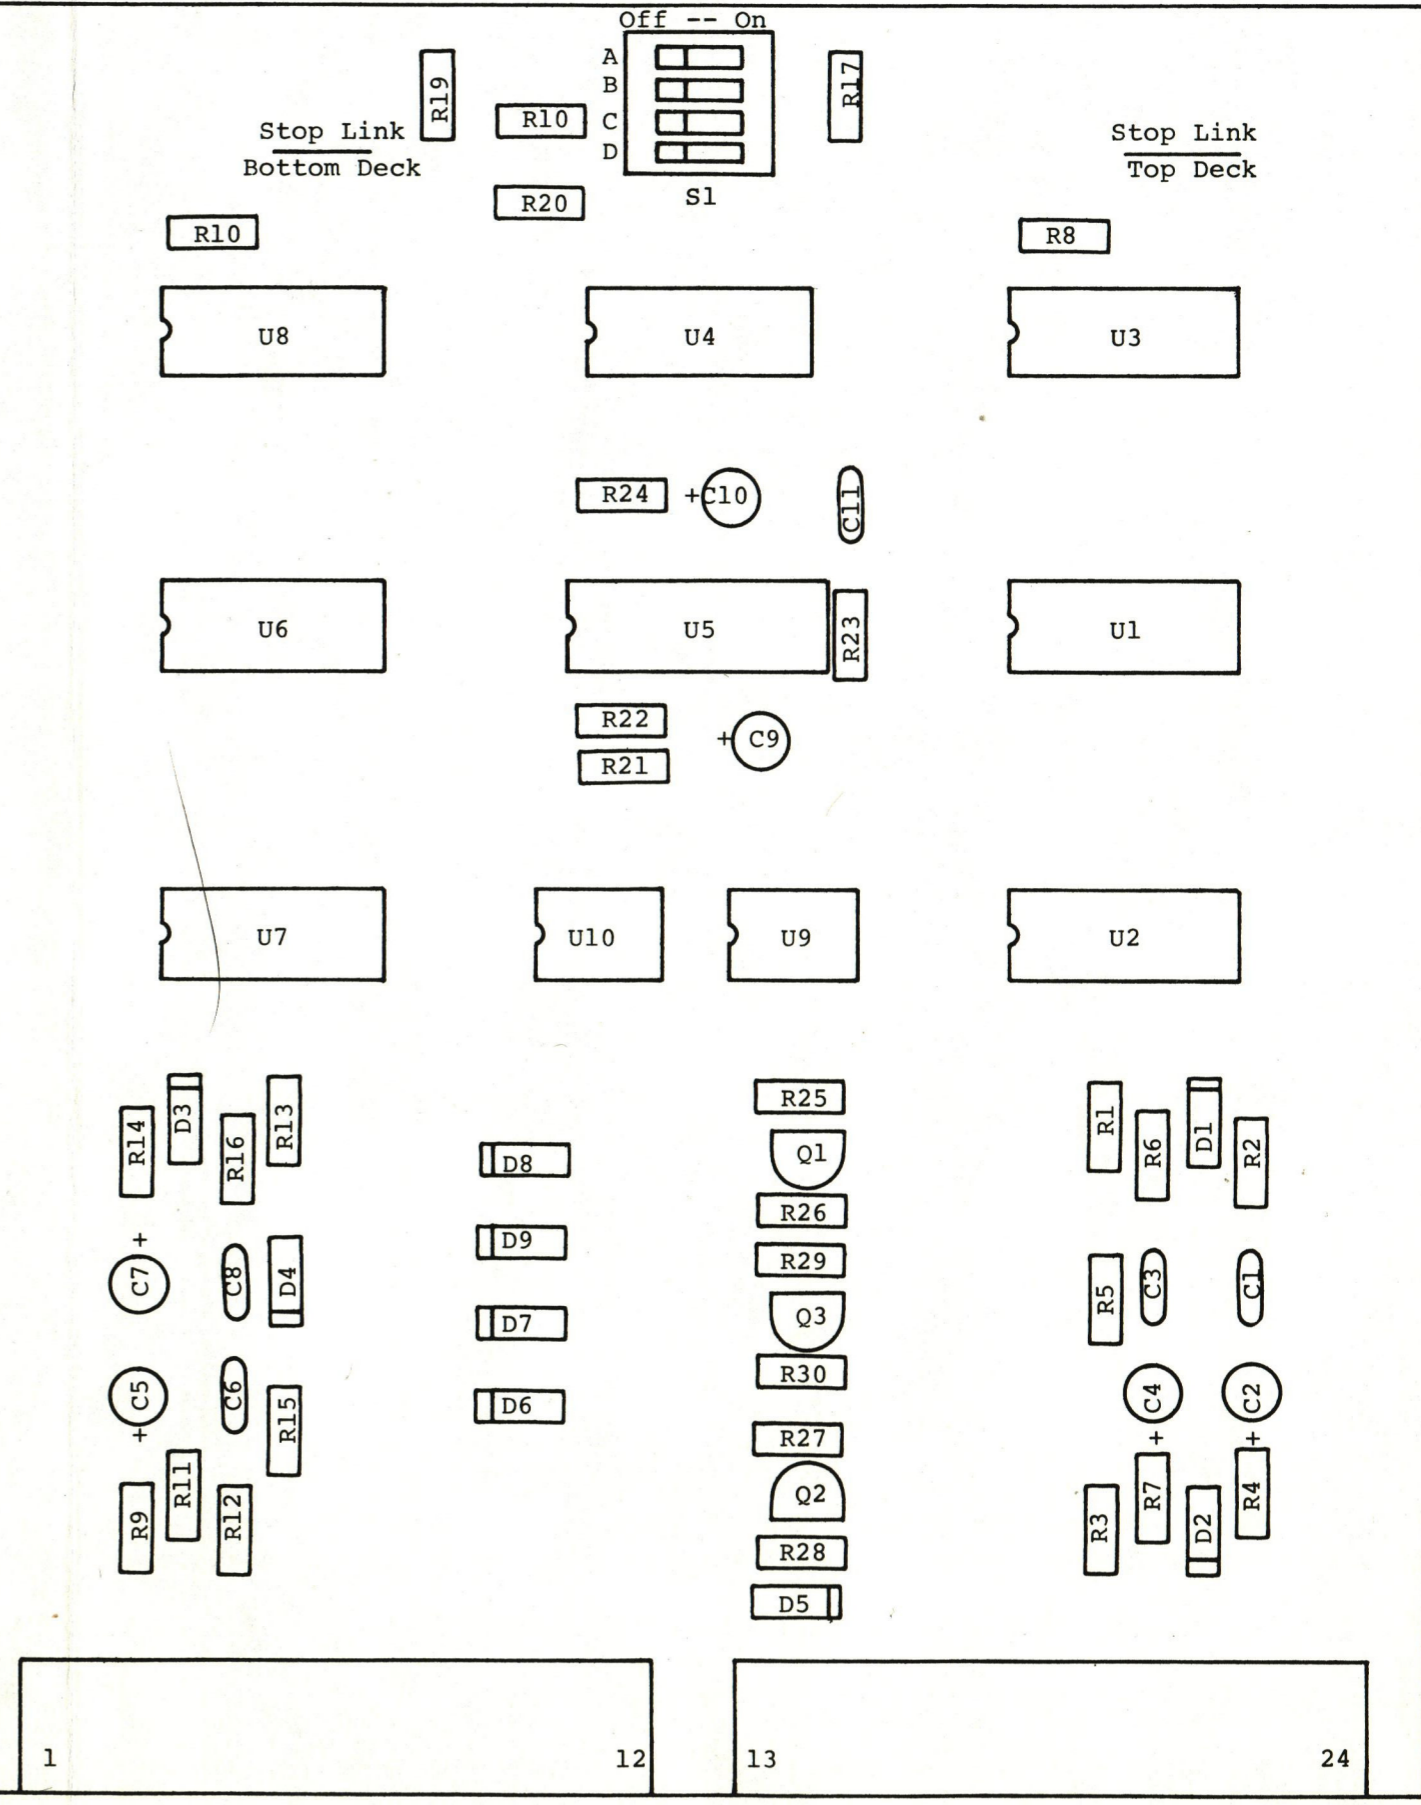 Off -- On
A
B
C
D
S1
R19
R10
R17
Stop Link
Bottom Deck
Stop Link
Top Deck
R20
R10
R8
U8
U4
U3
R24
+
C10
C11
U6
U5
R23
U1
R22
+
C9
R21
U7
U10
U9
U2
R14
D3
R16
R13
D8
R25
Q1
R26
R1
R6
D1
R2
+
C7
C8
D4
D9
R29
R5
C3
C1
D7
Q3
R30
+
C5
C6
R15
D6
C4
+
C2
+
R27
R9
R11
R12
Q2
R28
R3
R7
D2
R4
D5
1
12
13
24